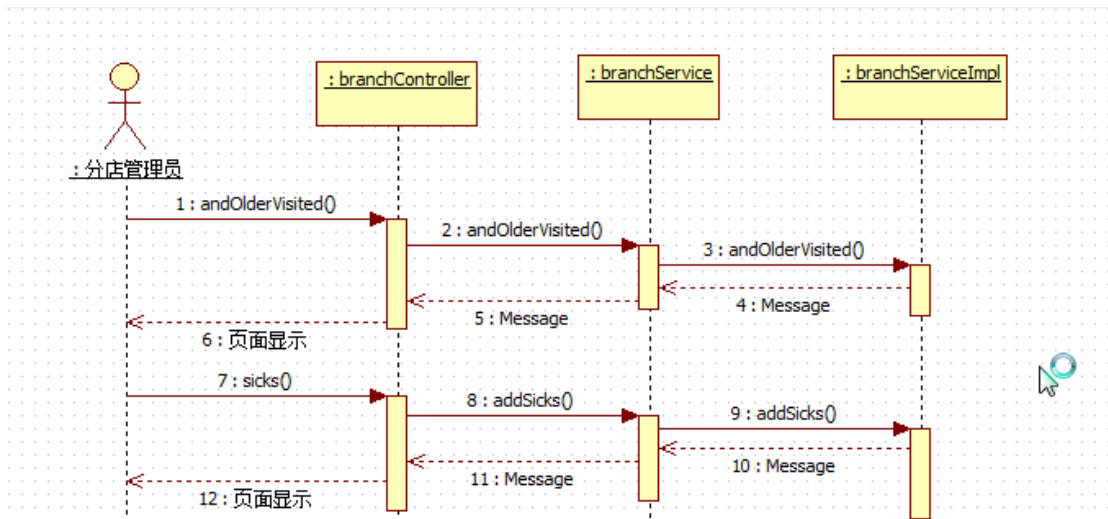 : branchController
: branchService
: branchServiceImpl
: 分店管理员
1 : andOlderVisited()
2 : andOlderVisited()
3 : andOlderVisited()
4 : Message
5 : Message
6 : 页面显示
7 : sicks()
8 : addSicks()
9 : addSicks()
10 : Message
11 : Message
12 : 页面显示